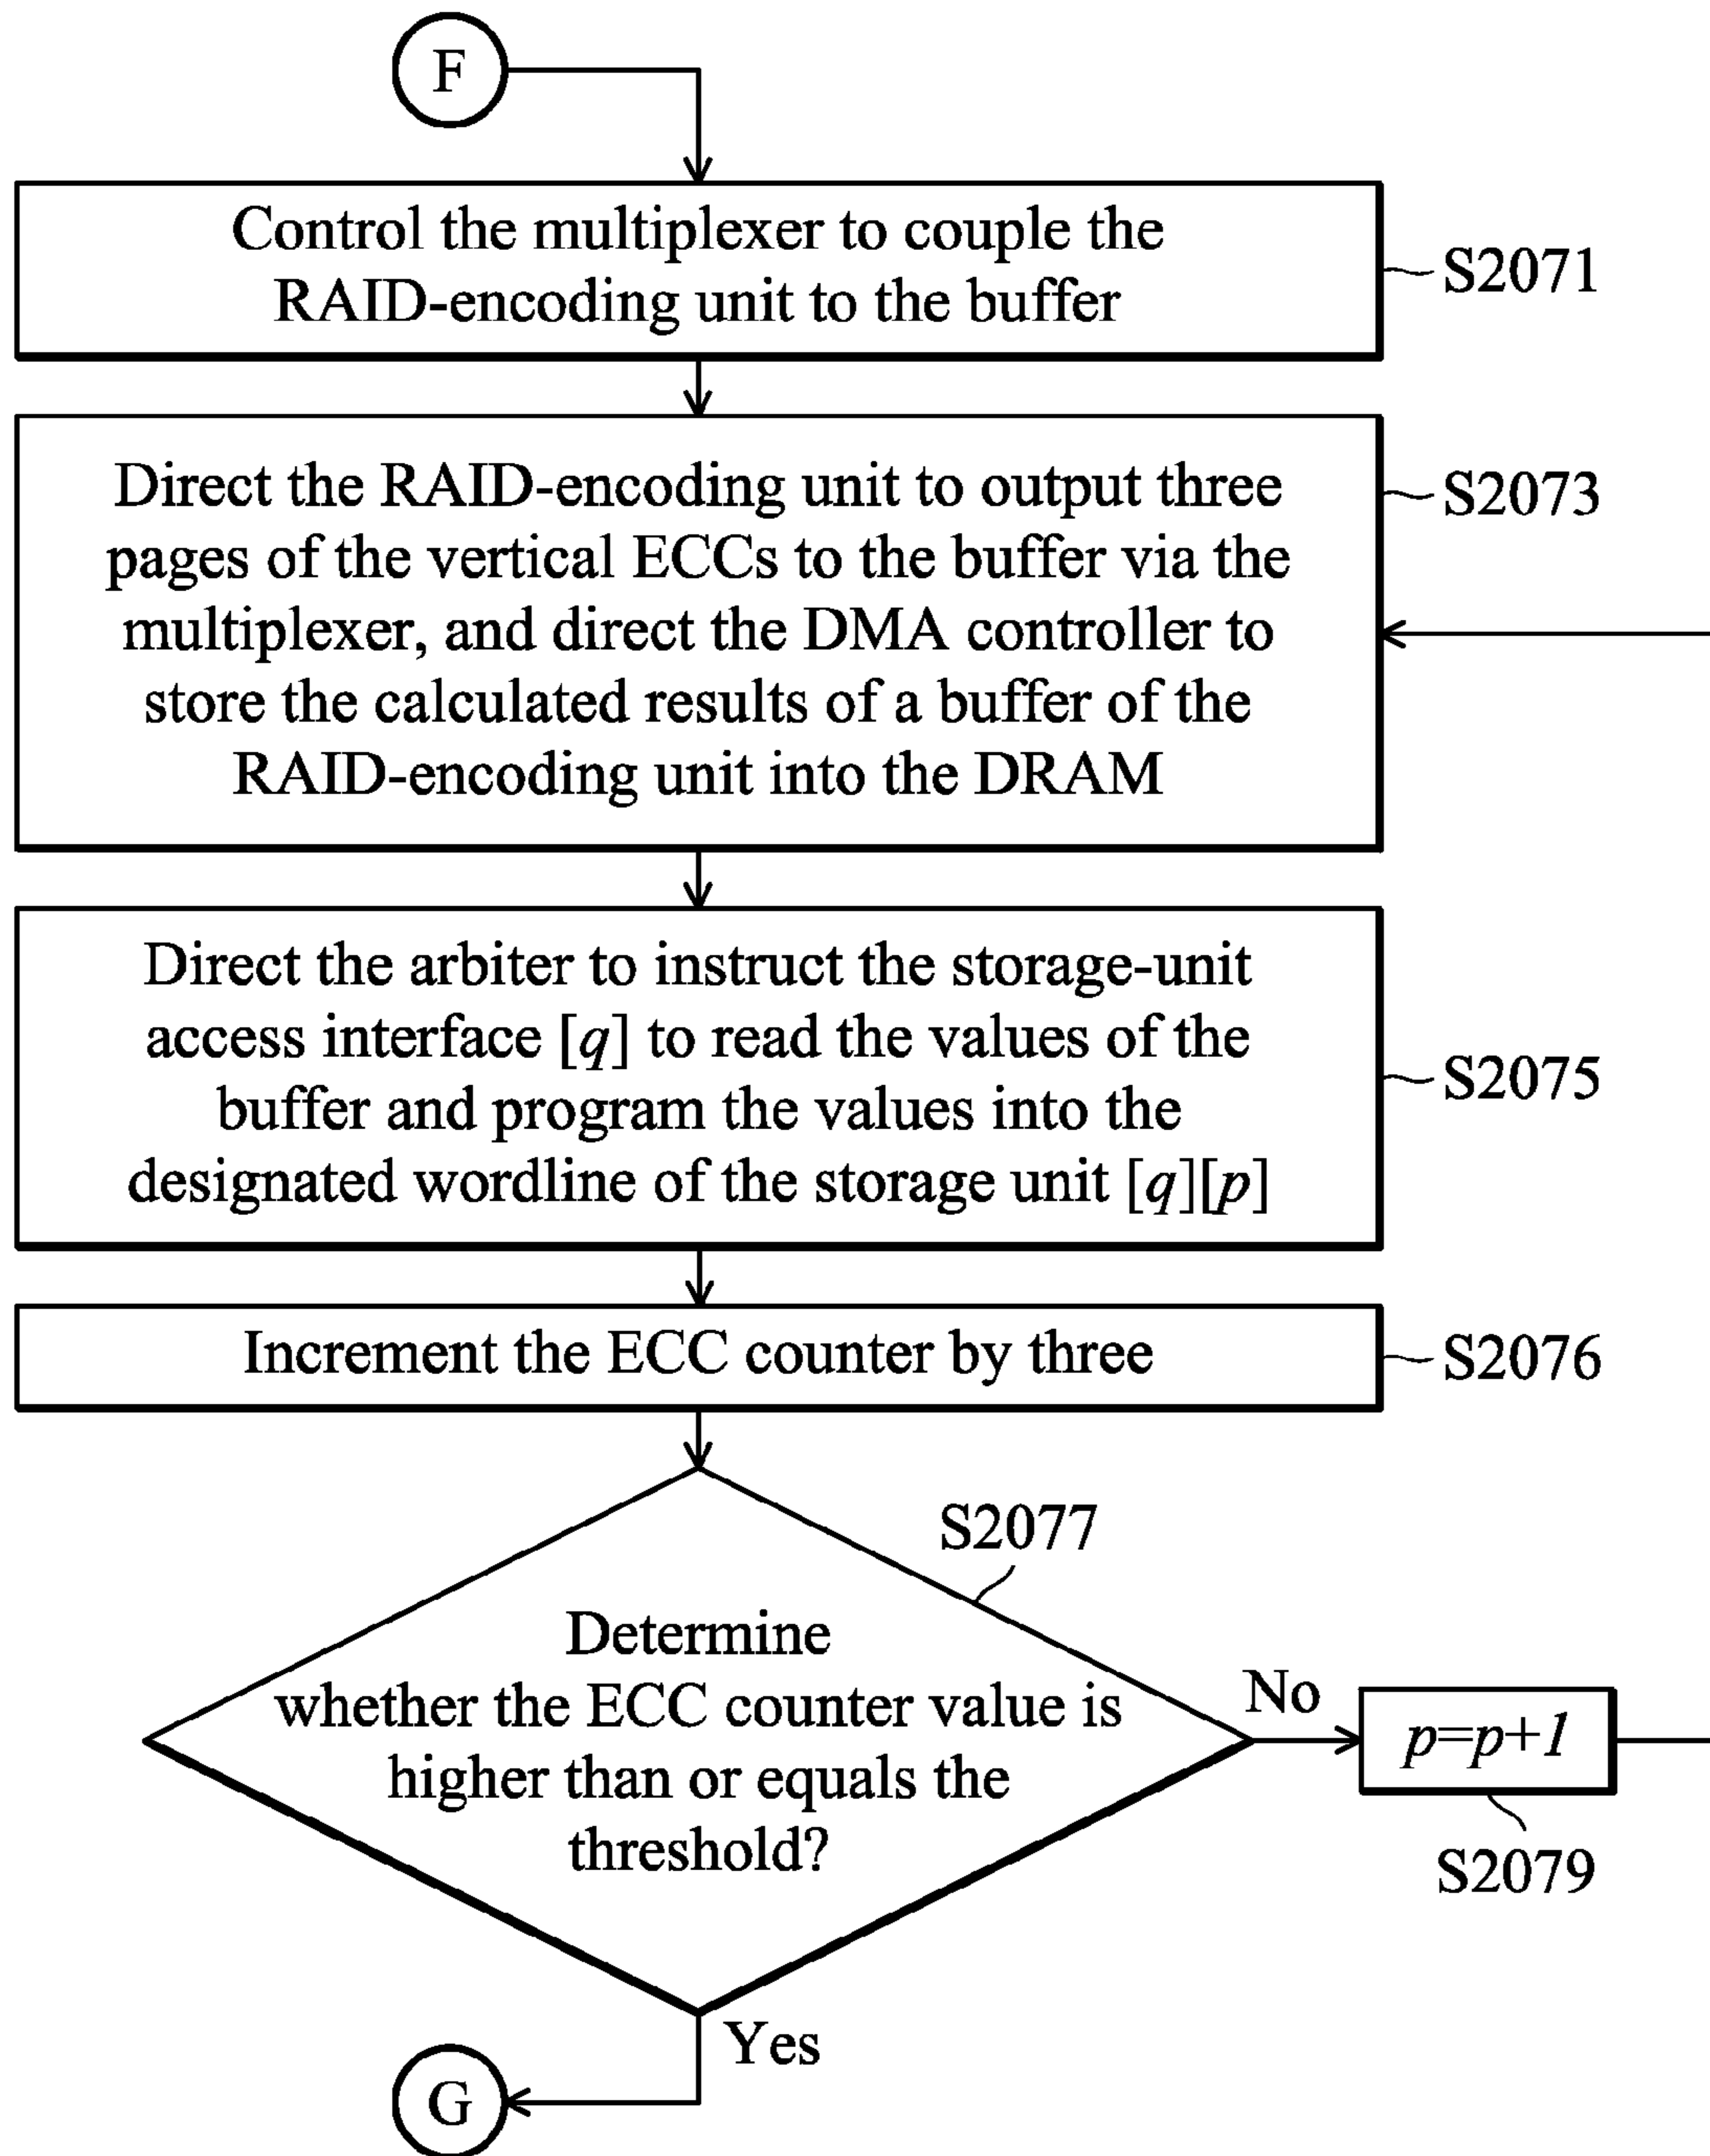 F
Control the multiplexer to couple the
RAID-encoding unit to the buffer
S2071
Direct the RAID-encoding unit to output three
pages of the vertical ECCs to the buffer via the
multiplexer, and direct the DMA controller to
store the calculated results of a buffer of the
RAID-encoding unit into the DRAM
S2073
Direct the arbiter to instruct the storage-unit
access interface [q] to read the values of the
buffer and program the values into the
designated wordline of the storage unit [q][p]
S2075
Increment the ECC counter by three
S2076
S2077
Determine
whether the ECC counter value is
higher than or equals the
threshold?
No
p=p+1
S2079
Yes
G